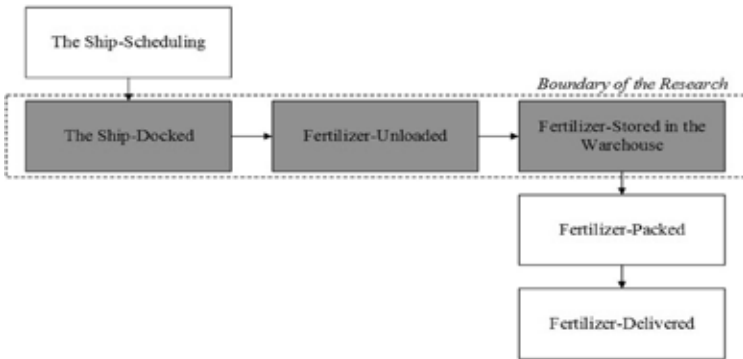 The Ship-Scheduling
Boundary of the Research
The Ship-Docked
Fertilizer-Unloaded
Fertilizer-Stored in the
Warhouse
Fertilizer-Packed
Fertilizer-Delivered